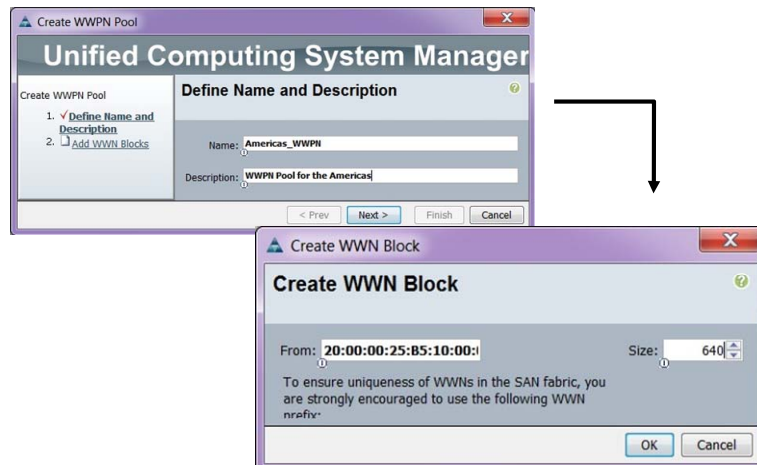 Create WWPN Pool
Unified Computing System Manager
Create WWPN Pool
1. Define Name and
Description
2. Add WWN Blocks
Define Name and Description
Name: Americas_WWPN
Description: WWPN Pool for the Americas
< Prev Next > Finish Cancel
Create WWN Block
Create WWN Block
From: 20:00:00:25:B5:10:00:
Size: 640
To ensure uniqueness of WWNs in the SAN fabric, you
are strongly encouraged to use the following WWN
prefix:
OK Cancel